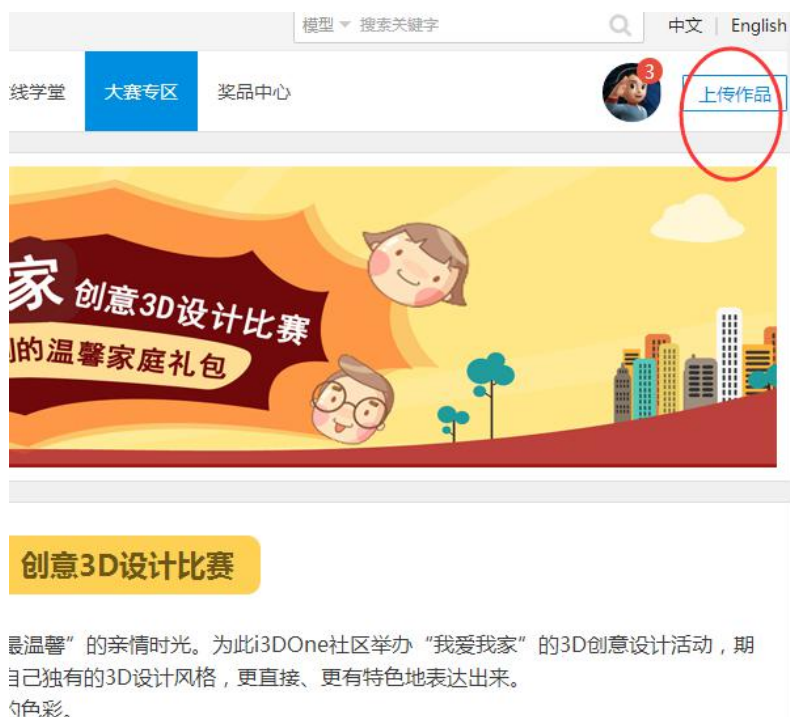 模型 搜索关键字 中文 | English
线学堂 大赛专区 奖品中心 3 上传作品
家 创意3D设计比赛
的温馨家庭礼包
创意3D设计比赛
最温馨”的亲情时光。为此i3DOne社区举办“我爱我家”的3D创意设计活动，期
自己独有的3D设计风格，更直接、更有特色地表达出来。
的色彩。